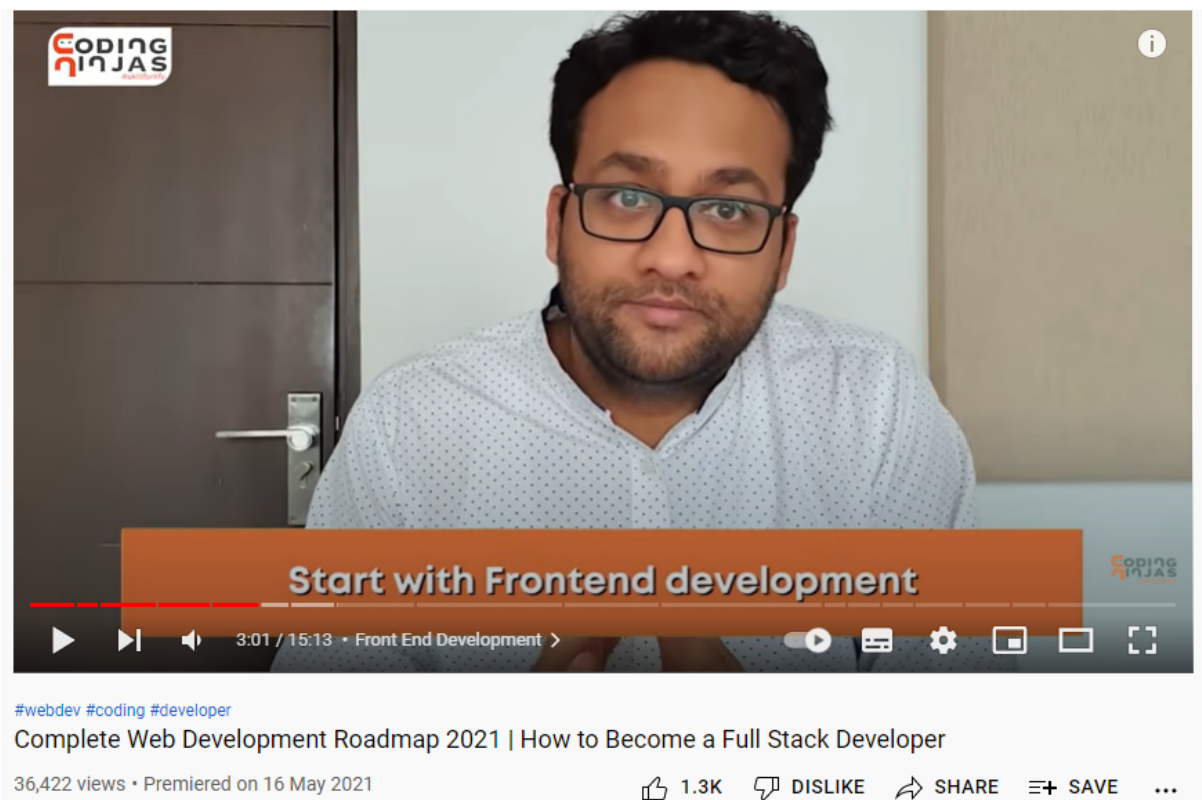 CODING
NINJAS
#skillforlife
Start with Frontend development
CODING
NINJAS
3:01 / 15:13 • Front End Development
#webdev #coding #developer
Complete Web Development Roadmap 2021 | How to Become a Full Stack Developer
36,422 views • Premiered on 16 May 2021
1.3K DISLIKE SHARE SAVE